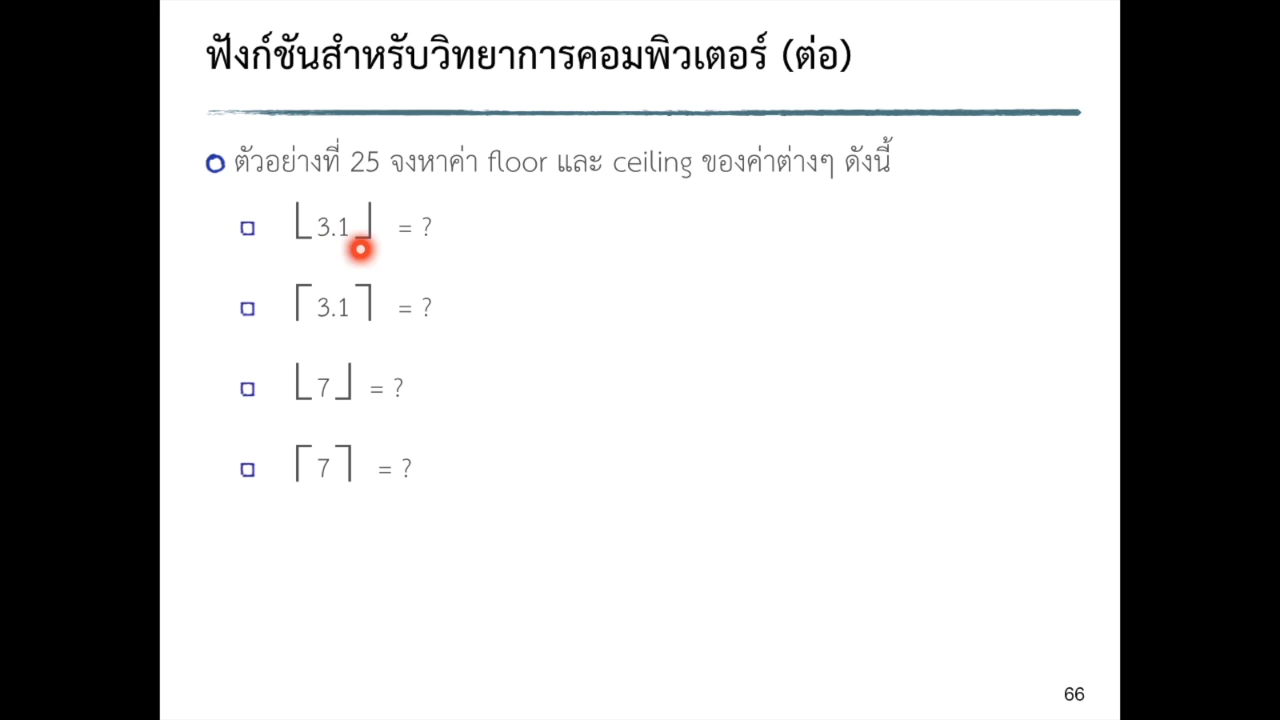 ฟังก์ชันสำหรับวิทยาการคอมพิวเตอร์ (ต่อ)
ตัวอย่างที่ 25 จงหาค่า floor และ ceiling ของค่าต่างๆ ดังนี้
⌊3.1⌋ = ?
⌈3.1⌉ = ?
⌊7⌋ = ?
⌈7⌉ = ?
66